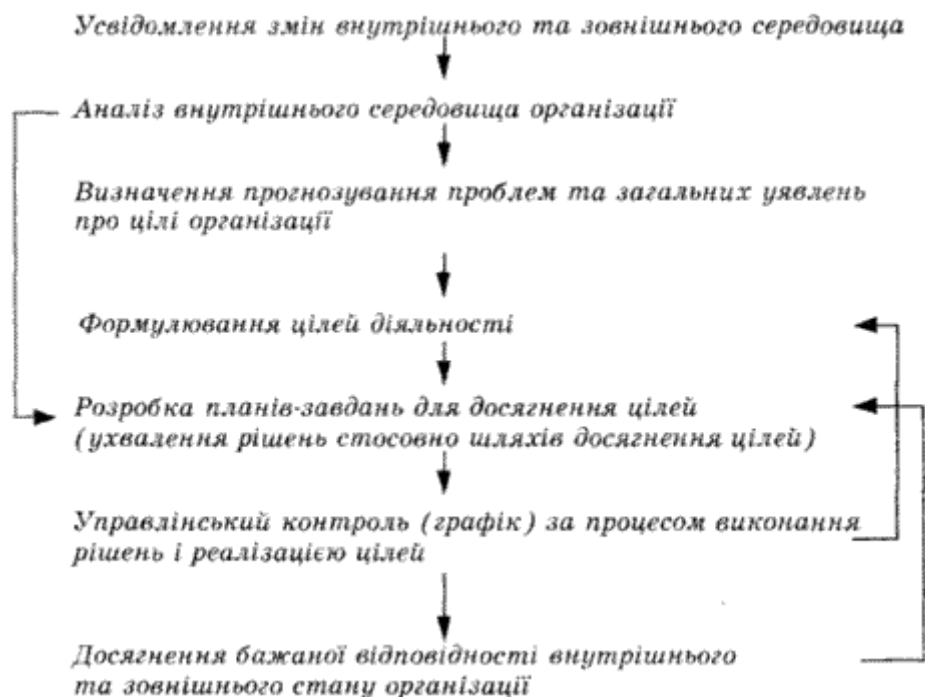 Усвідомлення змін внутрішнього та зовнішнього середовища
Аналіз внутрішнього середовища організації
Визначення прогнозування проблем та загальних уявлень
про цілі організації
Формулювання цілей діяльності
Розробка планів-завдань для досягнення цілей
(ухвалення рішень стосовно шляхів досягнення цілей)
Управлінський контроль (графік) за процесом виконання
рішень і реалізацією цілей
Досягнення бажаної відповідності внутрішнього
та зовнішнього стану організації